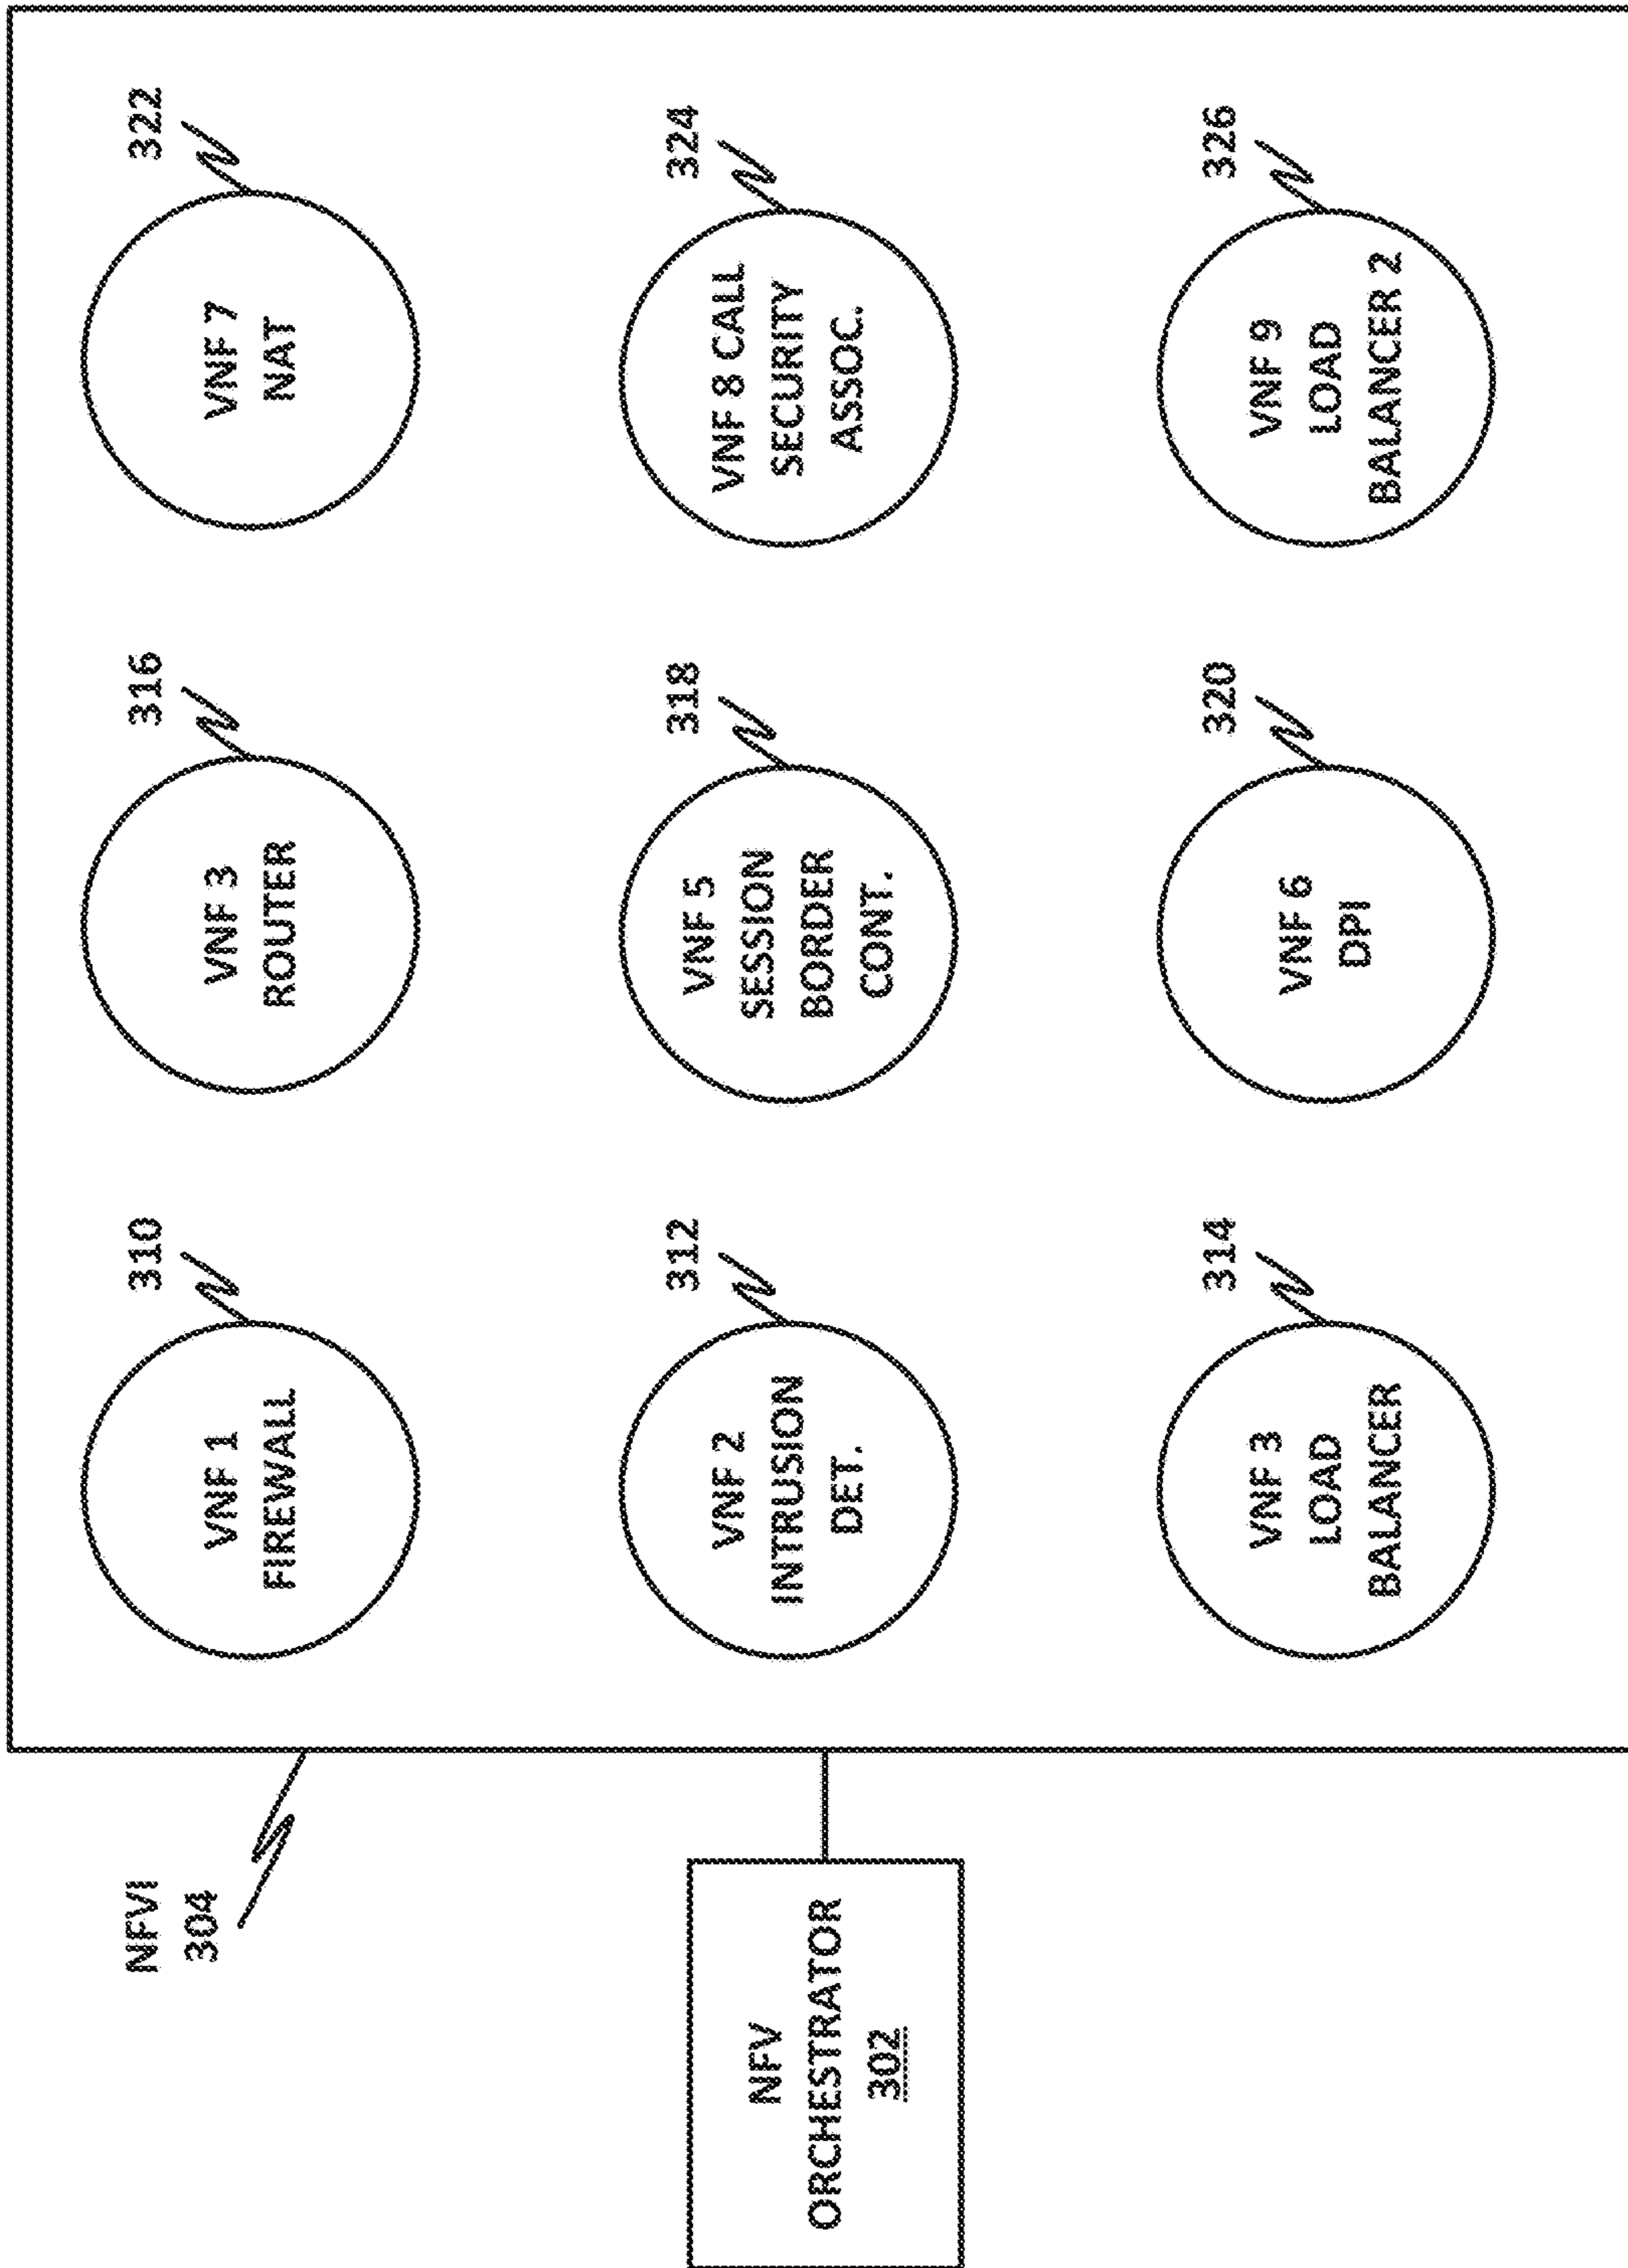 NFVI
304
NFV
ORCHESTRATOR
302
310
VNF 1
FIREWALL
316
VNF 3
ROUTER
322
VNF 7
NAT
312
VNF 2
INTRUSION
DET.
318
VNF 5
SESSION
BORDER
CONT.
324
VNF 8 CALL
SECURITY
ASSOC.
314
VNF 3
LOAD
BALANCER
320
VNF 6
DPI
326
VNF 9
LOAD
BALANCER 2